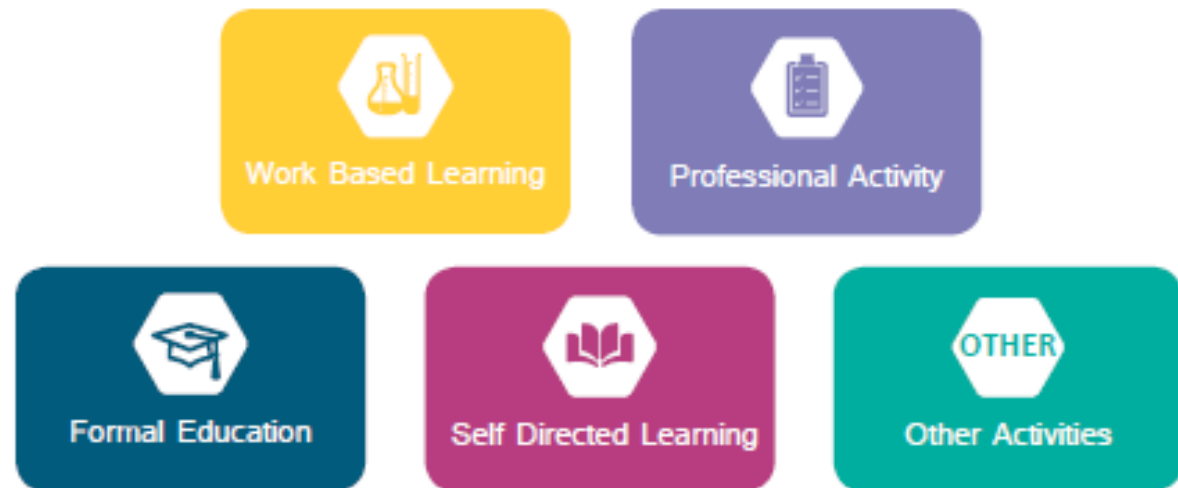 Work Based Learning
Professional Activity
Formal Education
Self Directed Learning
OTHER
Other Activities